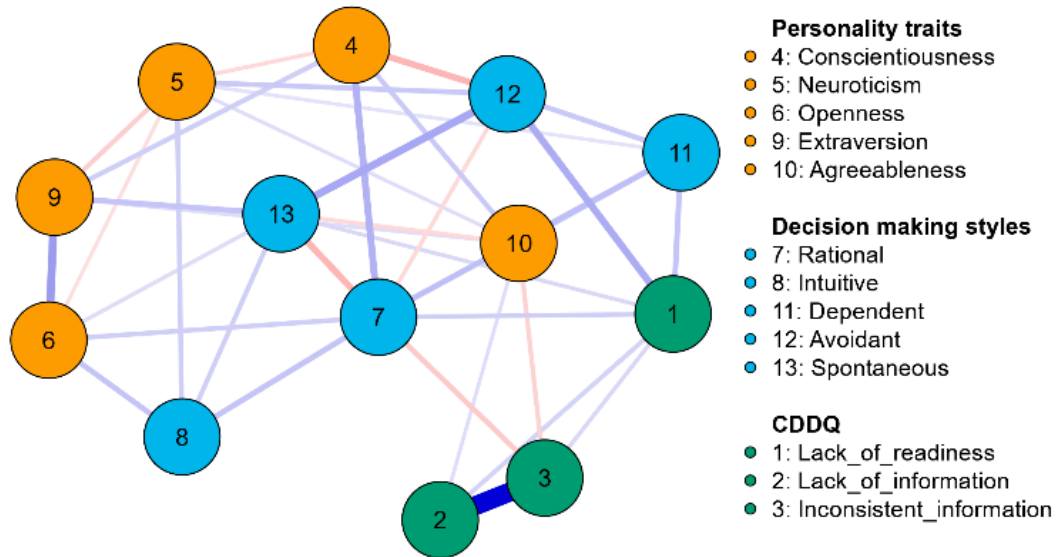 4
5
12
11
9
13
10
6
7
1
8
3
2
Personality traits
4: Conscientiousness
5: Neuroticism
6: Openness
9: Extraversion
10: Agreeableness
Decision making styles
7: Rational
8: Intuitive
11: Dependent
12: Avoidant
13: Spontaneous
CDDQ
1: Lack_of_readiness
2: Lack_of_information
3: Inconsistent_information